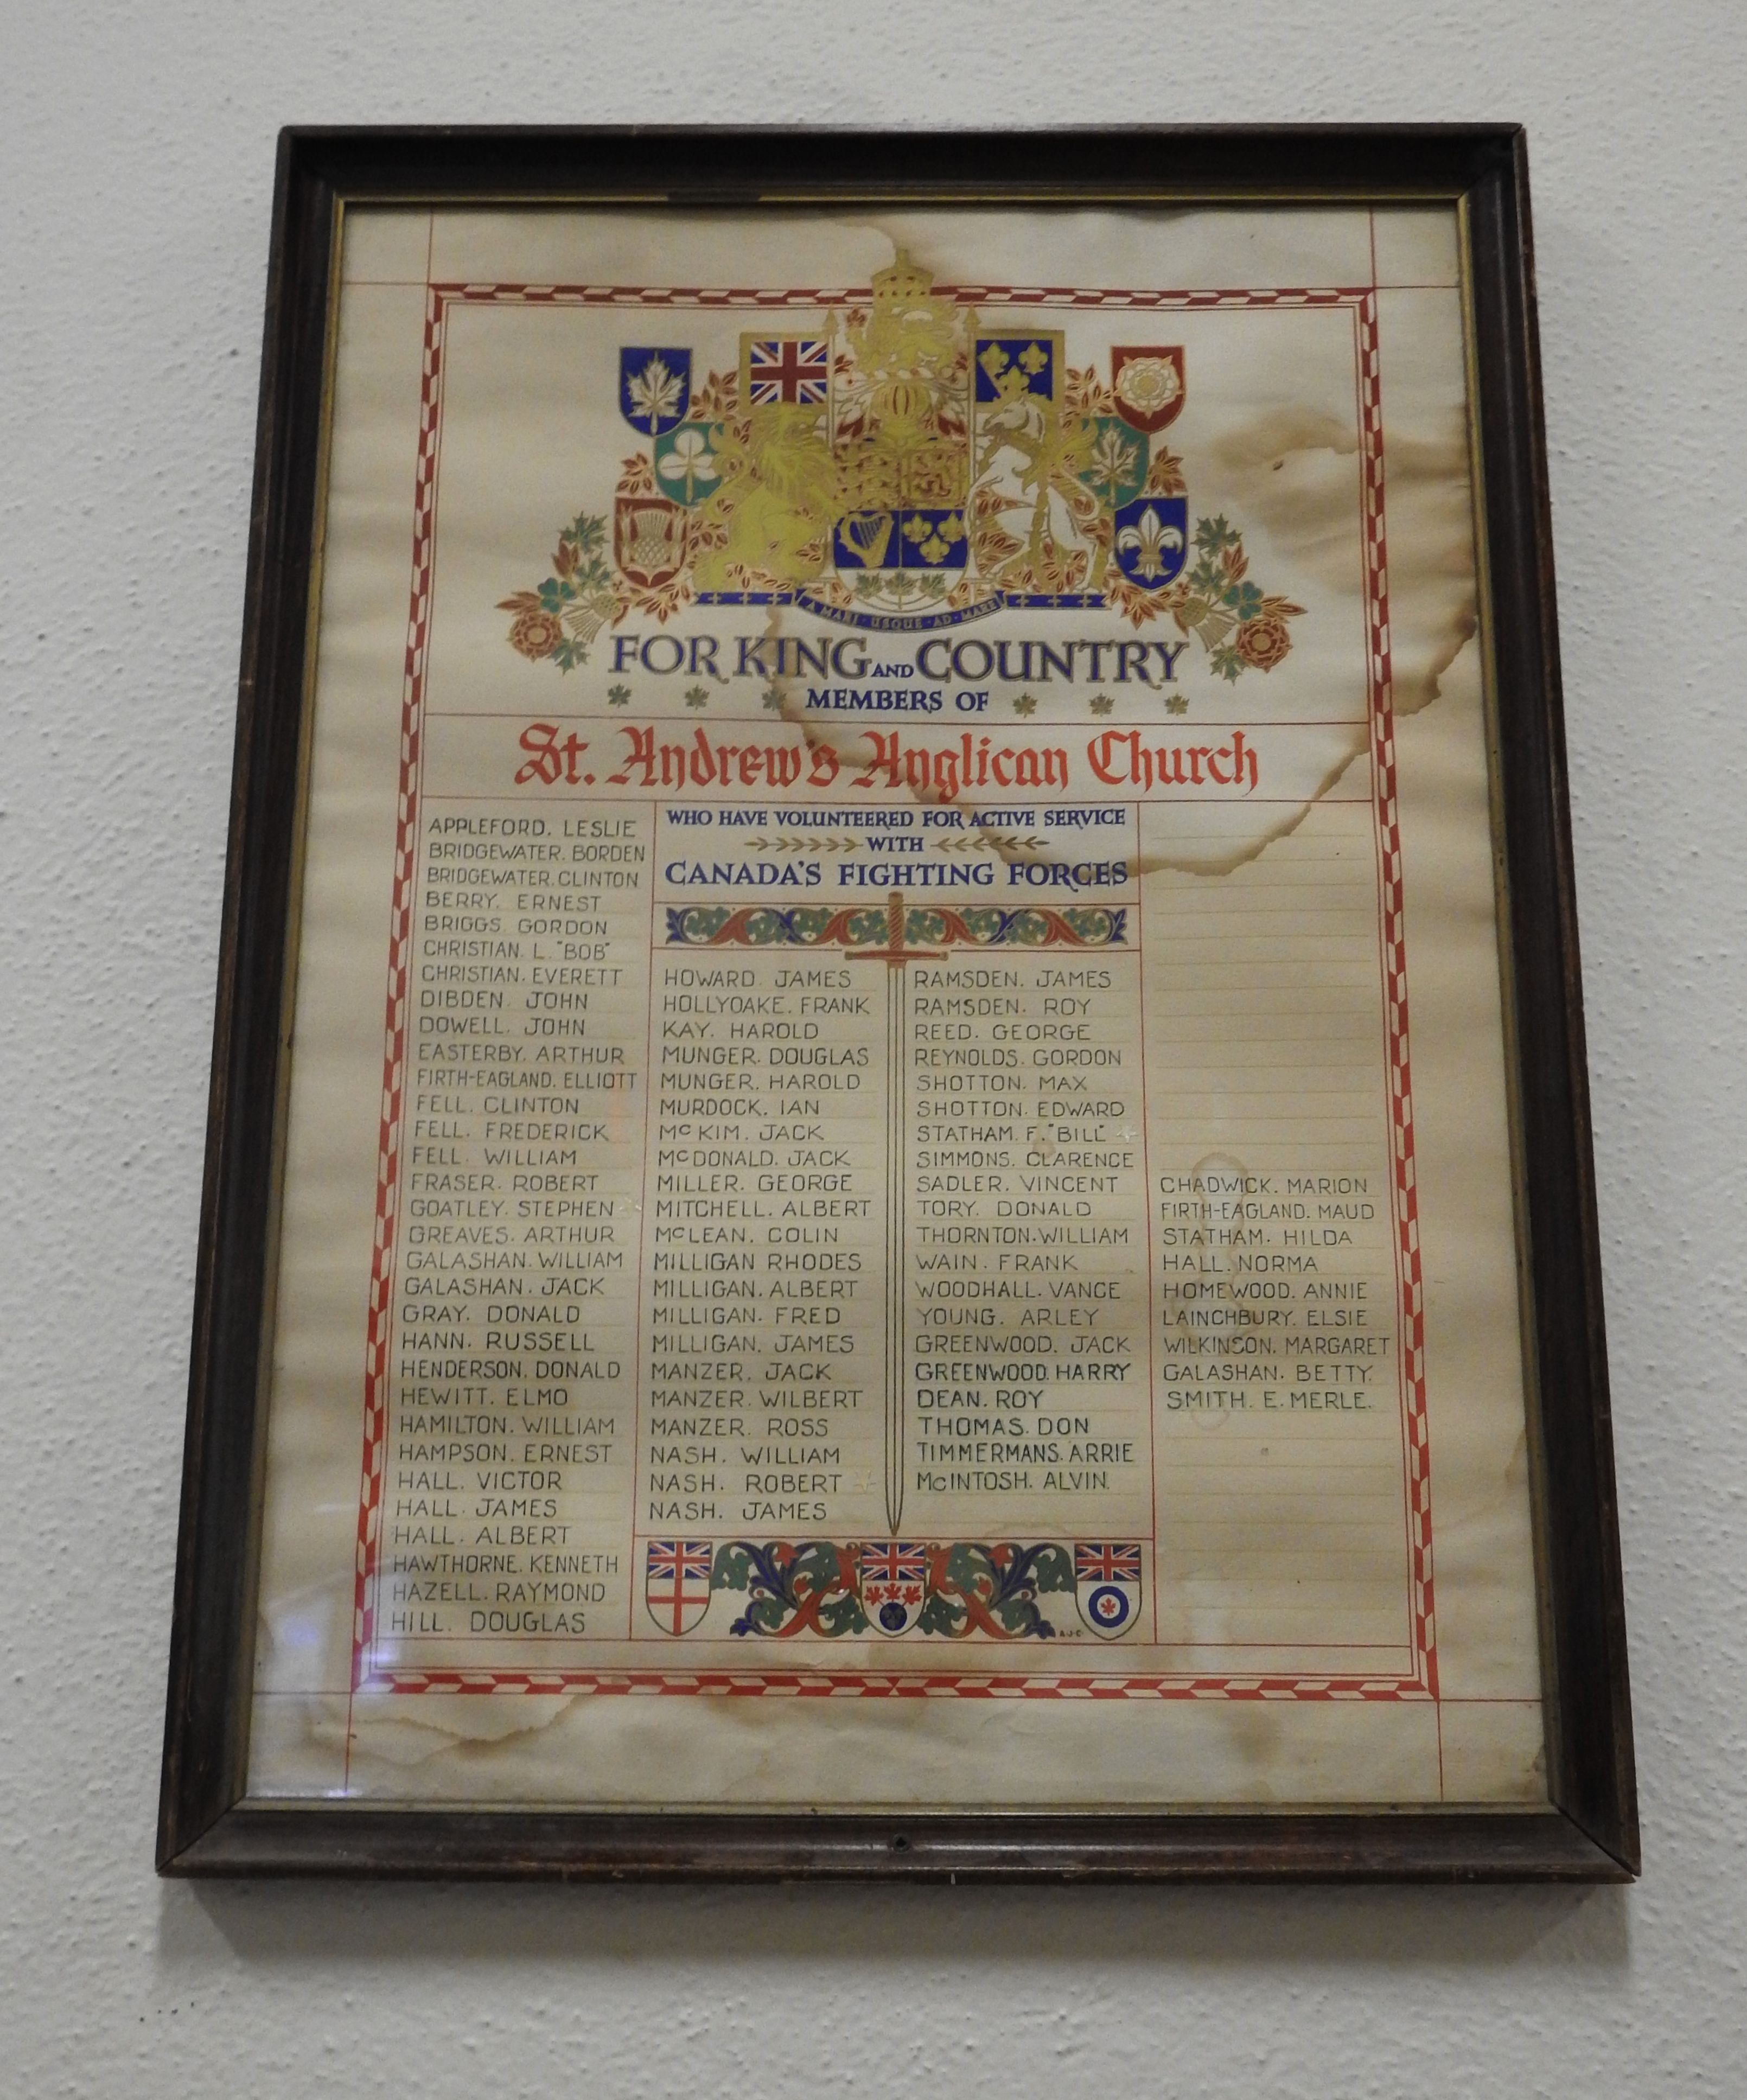 A MARI · USQUE · AD · MARE
FOR KING AND COUNTRY
MEMBERS OF
St. Andrew's Anglican Church
WHO HAVE VOLUNTEERED FOR ACTIVE SERVICE
WITH
CANADA'S FIGHTING FORCES
APPLEFORD. LESLIE
BRIDGEWATER. BORDEN
BRIDGEWATER. CLINTON
BERRY. ERNEST
BRIGGS. GORDON
CHRISTIAN. L. "BOB"
CHRISTIAN. EVERETT
DIBDEN. JOHN
DOWELL. JOHN
EASTERBY. ARTHUR
FIRTH-EAGLAND. ELLIOTT
FELL. CLINTON
FELL. FREDERICK
FELL. WILLIAM
FRASER. ROBERT
GOATLEY. STEPHEN
GREAVES. ARTHUR
GALASHAN. WILLIAM
GALASHAN. JACK
GRAY. DONALD
HANN. RUSSELL
HENDERSON. DONALD
HEWITT. ELMO
HAMILTON. WILLIAM
HAMPSON. ERNEST
HALL. VICTOR
HALL. JAMES
HALL. ALBERT
HAWTHORNE. KENNETH
HAZELL. RAYMOND
HILL. DOUGLAS
HOWARD. JAMES
HOLLYOAKE. FRANK
KAY. HAROLD
MUNGER. DOUGLAS
MUNGER. HAROLD
MURDOCK. IAN
McKIM. JACK
McDONALD. JACK
MILLER. GEORGE
MITCHELL. ALBERT
McLEAN. COLIN
MILLIGAN RHODES
MILLIGAN. ALBERT
MILLIGAN. FRED
MILLIGAN. JAMES
MANZER. JACK
MANZER. WILBERT
MANZER. ROSS
NASH. WILLIAM
NASH. ROBERT
NASH. JAMES
RAMSDEN. JAMES
RAMSDEN. ROY
REED. GEORGE
REYNOLDS. GORDON
SHOTTON. MAX
SHOTTON. EDWARD
STATHAM. F. "BILL"
SIMMONS. CLARENCE
SADLER. VINCENT
TORY. DONALD
THORNTON. WILLIAM
WAIN. FRANK
WOODHALL. VANCE
YOUNG. ARLEY
GREENWOOD. JACK
GREENWOOD. HARRY
DEAN. ROY
THOMAS. DON
TIMMERMANS. ARRIE
McINTOSH. ALVIN.
CHADWICK. MARION
FIRTH-EAGLAND. MAUD
STATHAM. HILDA
HALL. NORMA
HOMEWOOD. ANNIE
LAINCHBURY. ELSIE
WILKINSON. MARGARET
GALASHAN. BETTY.
SMITH. E. MERLE.
A·J·C